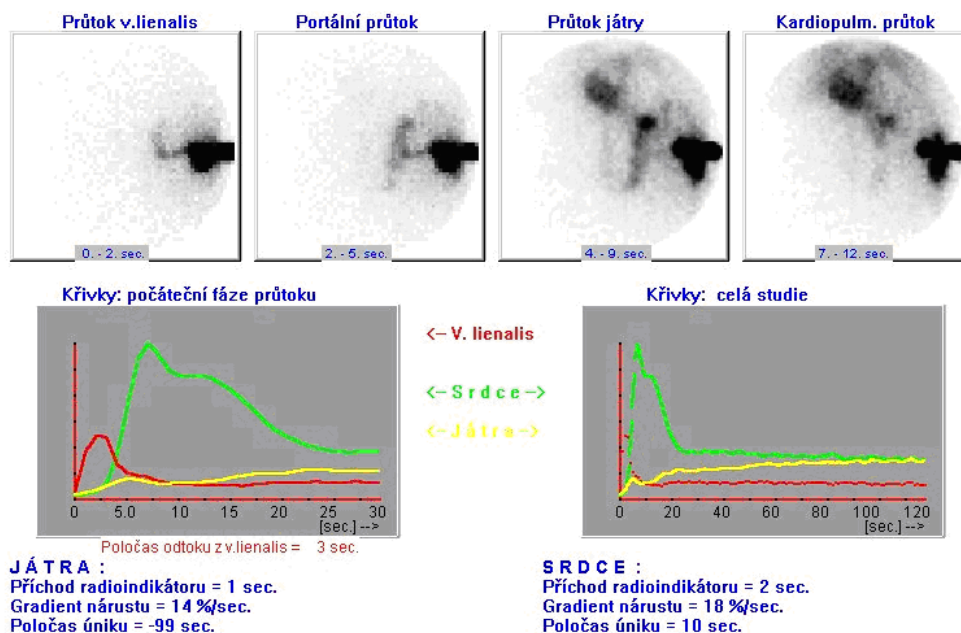 Průtok v.lienalis
Portální průtok
Průtok játry
Kardiopulm. průtok
0. - 2. sec.
2. - 5. sec.
4. - 9. sec.
7. - 12. sec.
Křivky: počáteční fáze průtoku
Křivky: celá studie
<-- V. lienalis
<-- S r d c e -->
<-- J á t r a -->
0 5.0 10 15 20 25 30
[sec.] -->
0 20 40 60 80 100 120
[sec.] -->
Poločas odtoku z v.lienalis = 3 sec.
J Á T R A :
Příchod radioindikátoru = 1 sec.
Gradient nárustu = 14 %/sec.
Poločas úniku = -99 sec.
S R D C E :
Příchod radioindikátoru = 2 sec.
Gradient nárustu = 18 %/sec.
Poločas úniku = 10 sec.